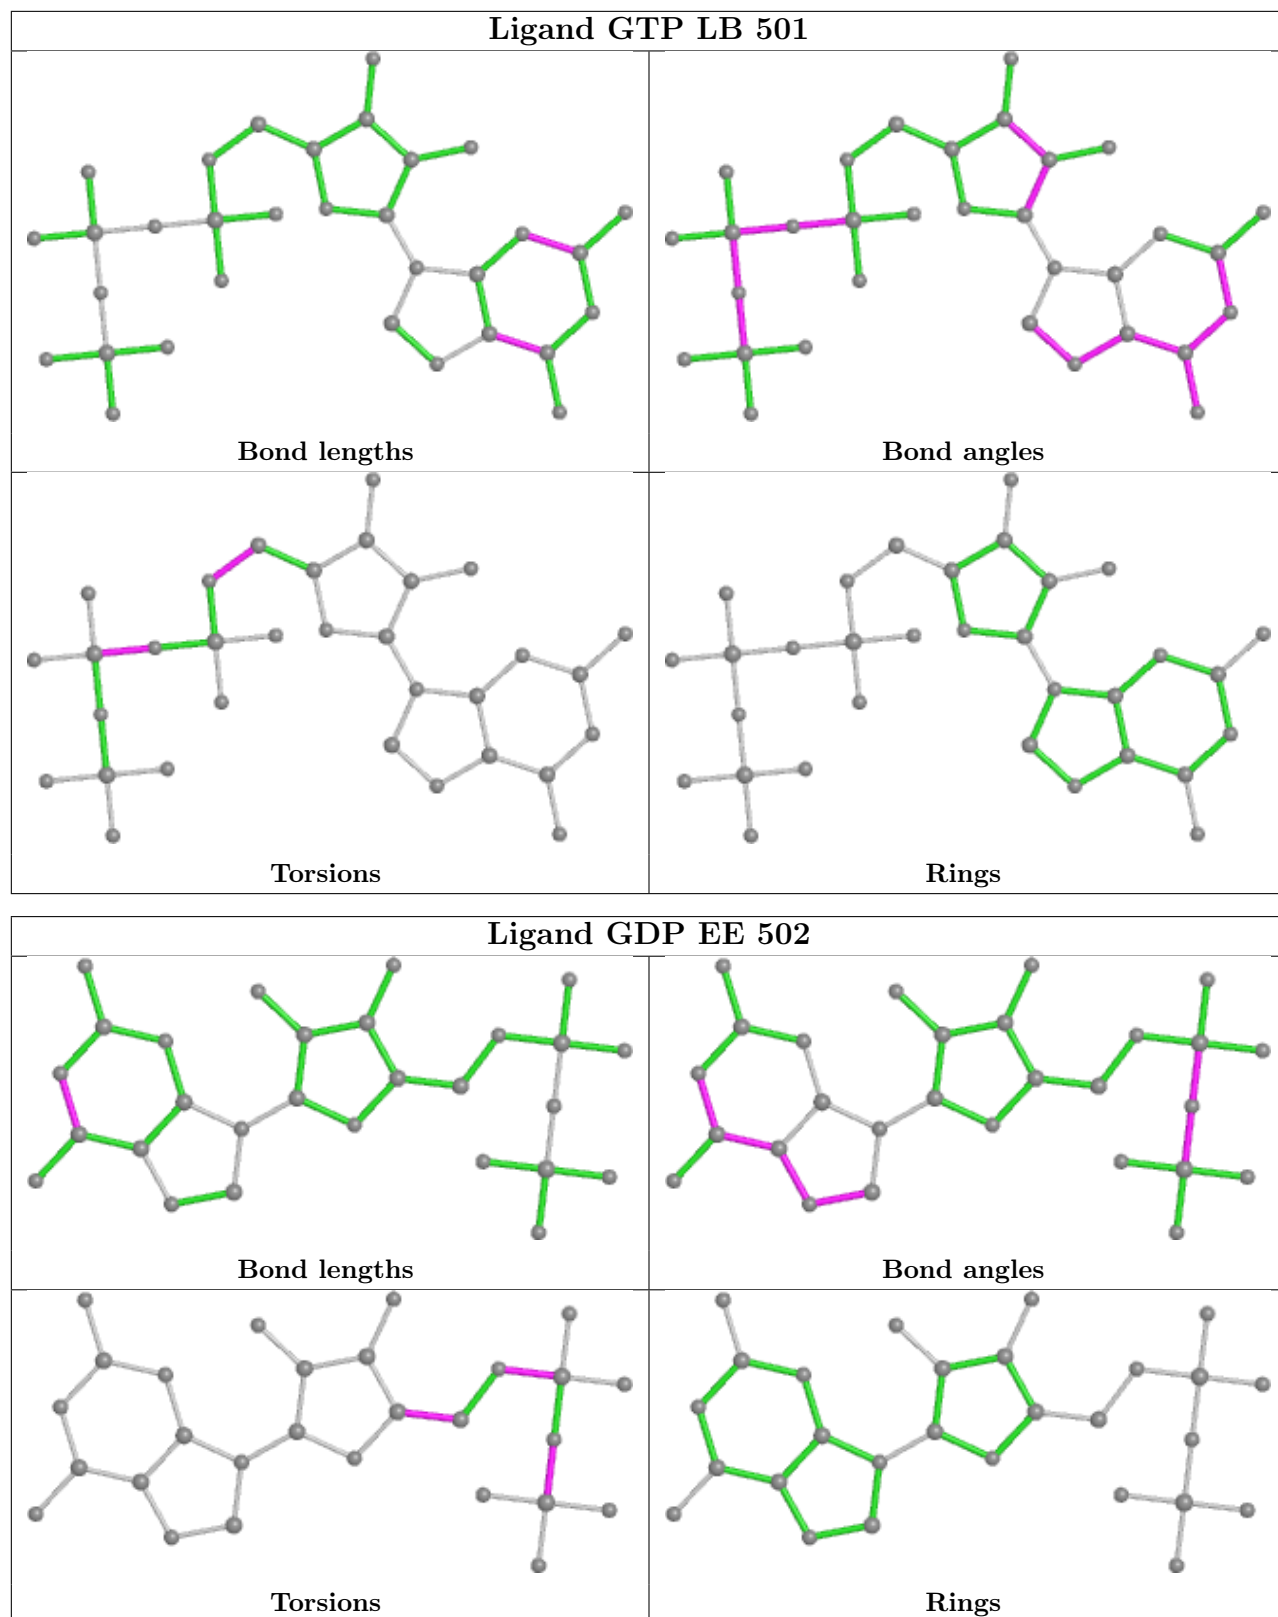 Ligand GTP LB 501
Bond lengths
Bond angles
Torsions
Rings
Ligand GDP EE 502
Bond lengths
Bond angles
Torsions
Rings